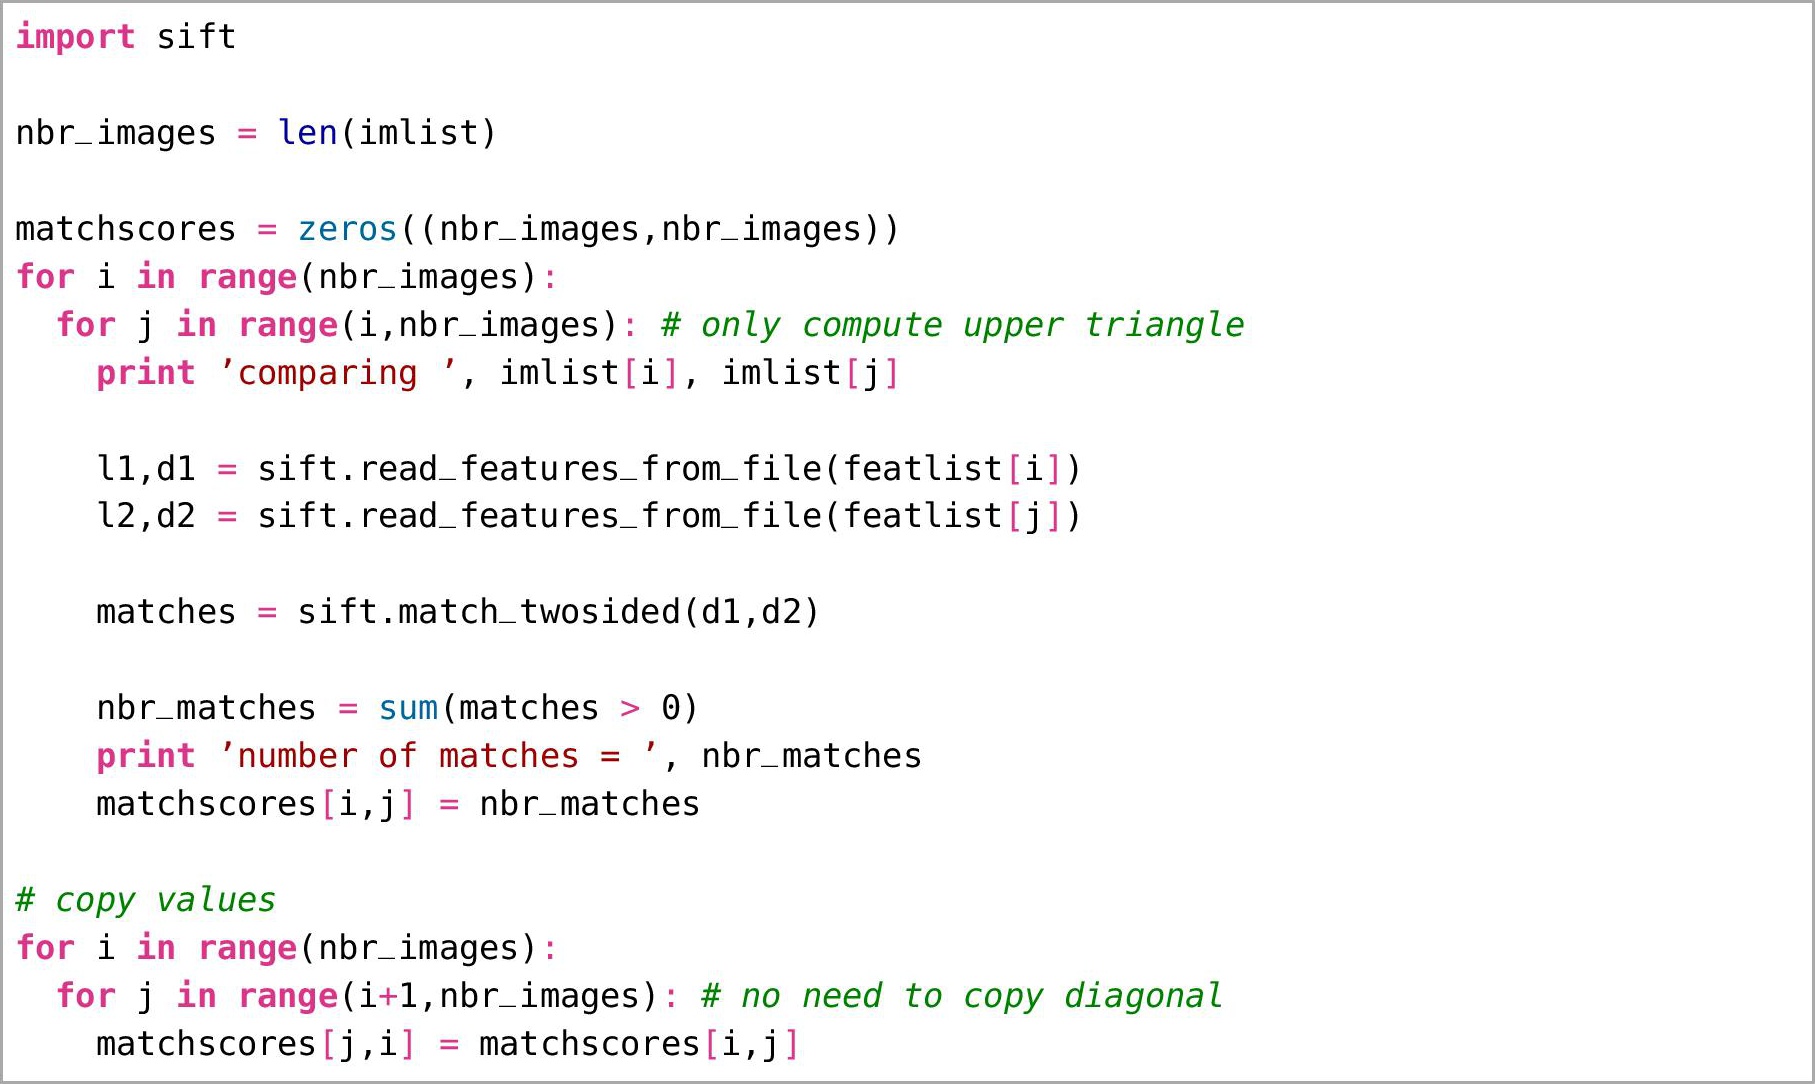 import sift
nbr_images = len(imlist)
matchscores = zeros((nbr_images,nbr_images))
for i in range(nbr_images):
  for j in range(i,nbr_images): # only compute upper triangle
    print ’comparing ’, imlist[i], imlist[j]
    l1,d1 = sift.read_features_from_file(featlist[i])
    l2,d2 = sift.read_features_from_file(featlist[j])
    matches = sift.match_twosided(d1,d2)
    nbr_matches = sum(matches > 0)
    print ’number of matches = ’, nbr_matches
    matchscores[i,j] = nbr_matches
# copy values
for i in range(nbr_images):
  for j in range(i+1,nbr_images): # no need to copy diagonal
    matchscores[j,i] = matchscores[i,j]